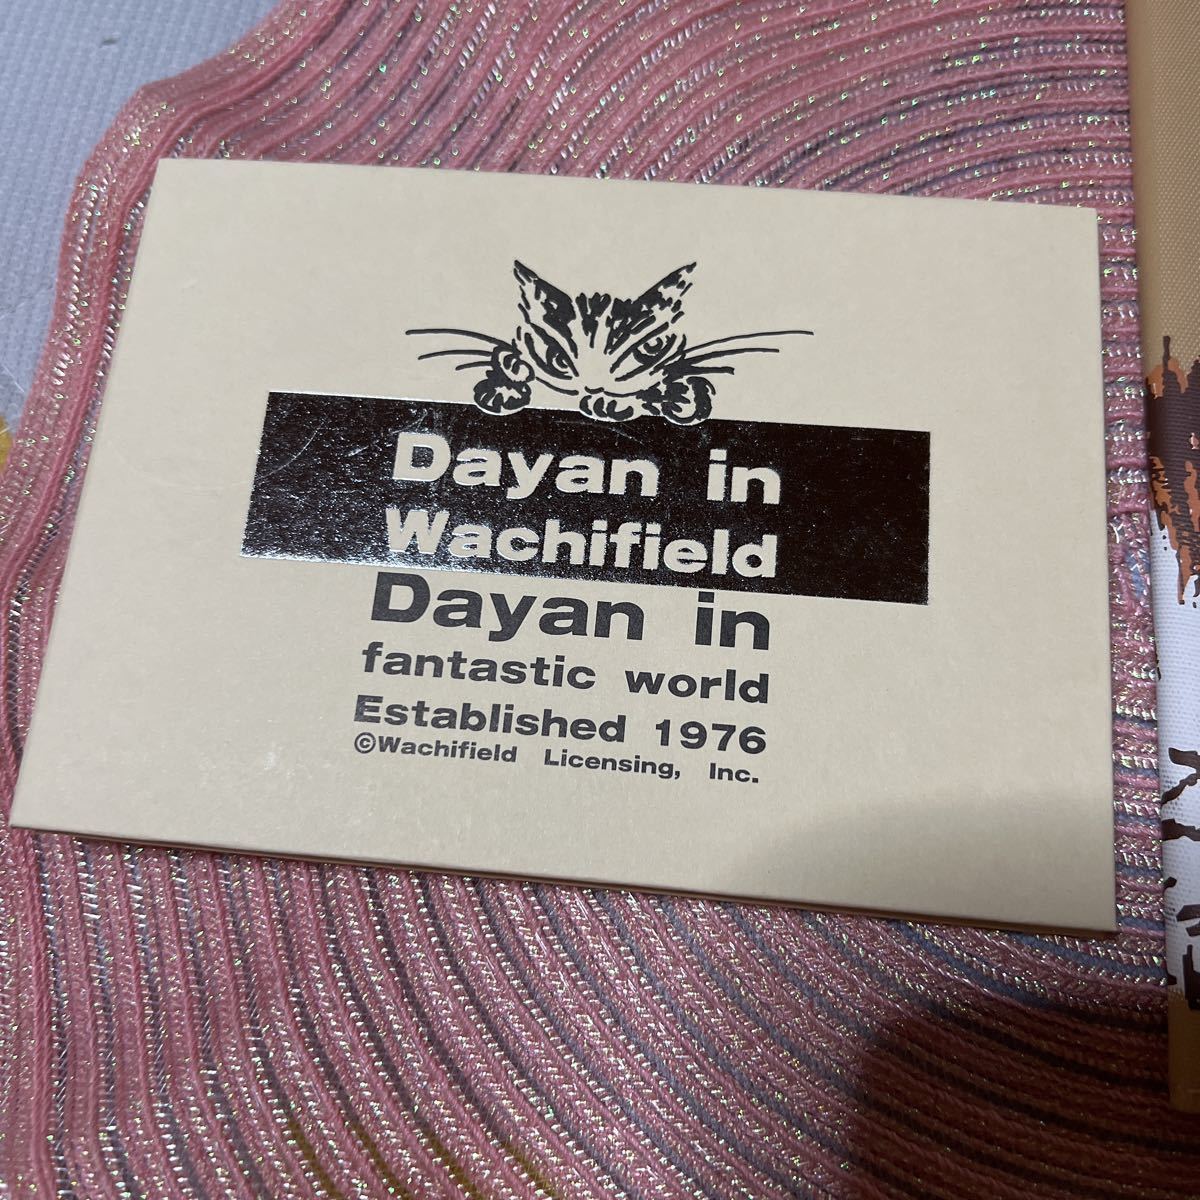 Dayan in
Wachifield
Dayan in
fantastic world
Established 1976
©Wachifield Licensing, Inc.